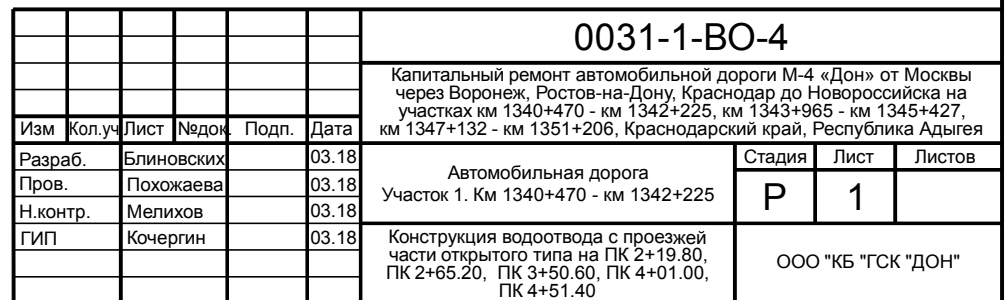 0031-1-ВО-4
Капитальный ремонт автомобильной дороги М-4 «Дон» от Москвы
через Воронеж, Ростов-на-Дону, Краснодар до Новороссийска на
участках км 1340+470 - км 1342+225, км 1343+965 - км 1345+427,
км 1347+132 - км 1351+206, Краснодарский край, Республика Адыгея
Изм Кол.уч Лист №док. Подп. Дата
Разраб. Блиновских 03.18
Пров. Похожаева 03.18
Н.контр. Мелихов 03.18
ГИП Кочергин 03.18
Автомобильная дорога
Участок 1. Км 1340+470 - км 1342+225
Стадия Лист Листов
Р 1
Конструкция водоотвода с проезжей
части открытого типа на ПК 2+19.80,
ПК 2+65.20, ПК 3+50.60, ПК 4+01.00,
ПК 4+51.40
ООО "КБ "ГСК "ДОН"